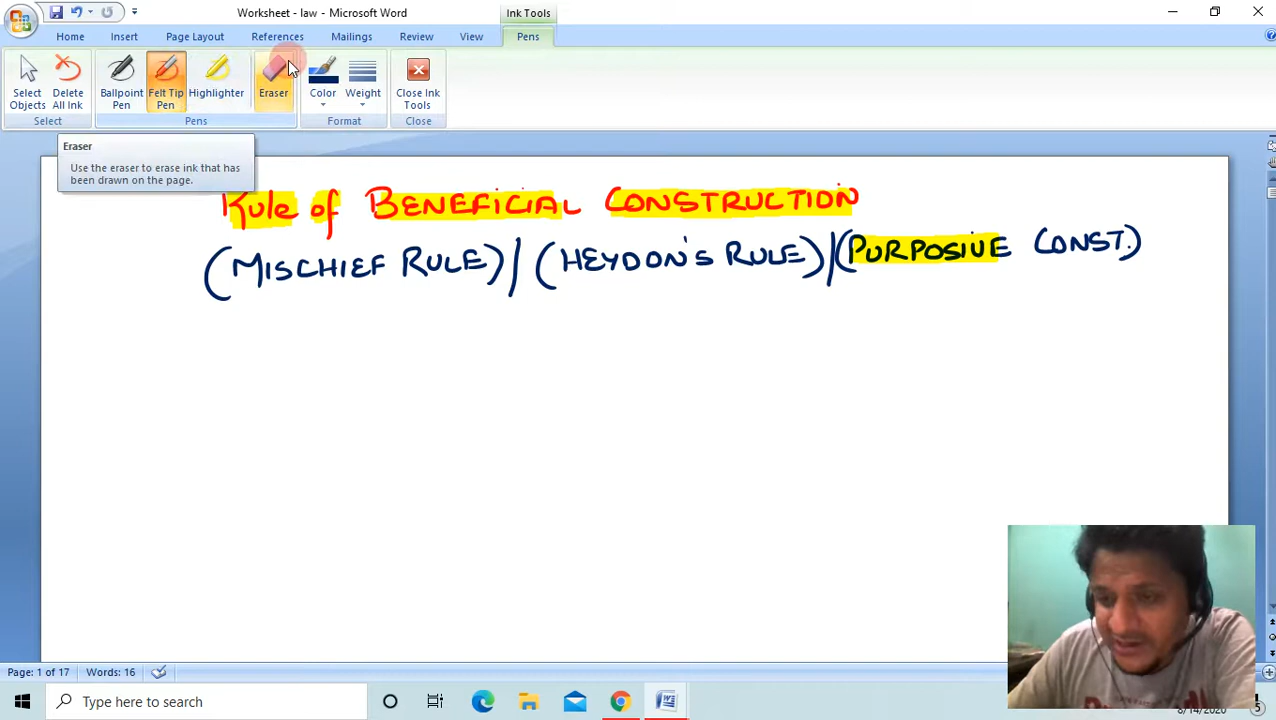 Worksheet - law - Microsoft Word
Ink Tools
Home Insert Page Layout References Mailings Review View Pens
Select Objects
Delete All Ink
Ballpoint Pen
Felt Tip Pen
Highlighter
Eraser
Color
Weight
Close Ink Tools
Select Pens Format Close
Eraser
Use the eraser to erase ink that has
been drawn on the page.
Rule of BENEFICIAL CONSTRUCTION
(MISCHIEF RULE)/(HEYDON'S RULE)/(PURPOSIVE CONST.)
Page: 1 of 17 Words: 16
Type here to search
8/14/2020